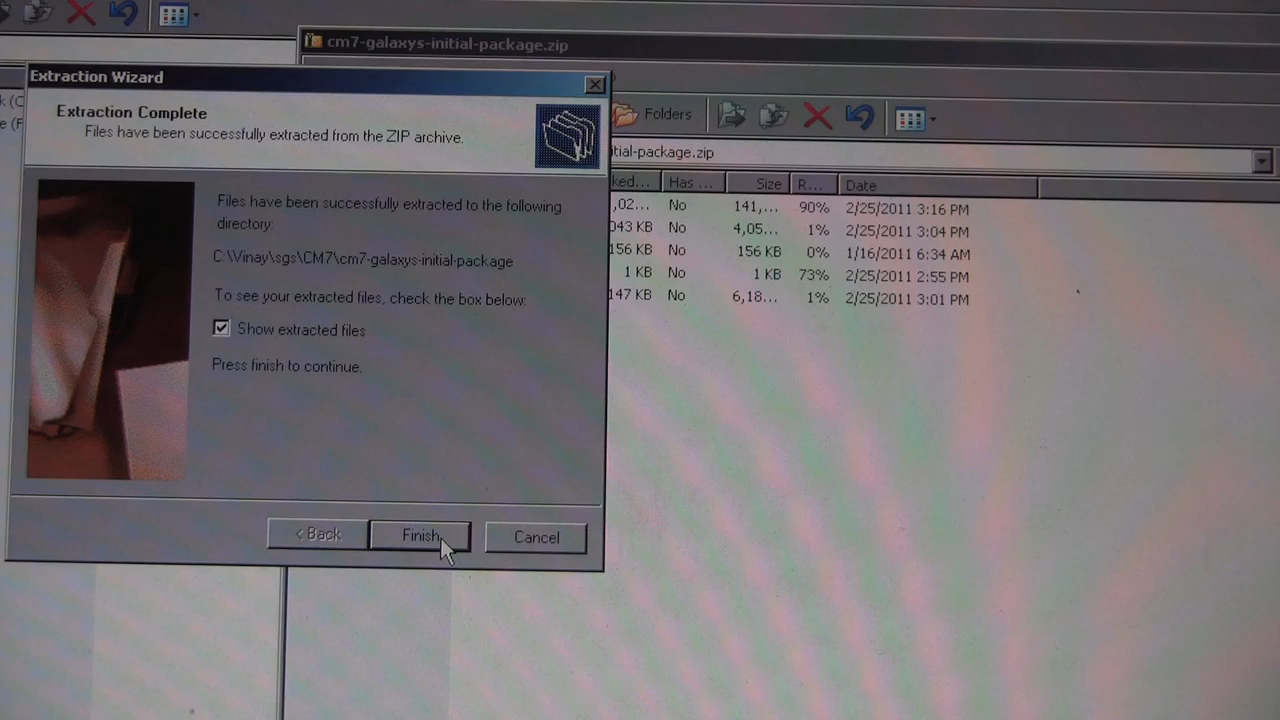 cm7-galaxys-initial-package.zip
Extraction Wizard
Extraction Complete
Files have been successfully extracted from the ZIP archive.
Files have been successfully extracted to the following
directory:
C:\Vinay\sgs\CM7\cm7-galaxys-initial-package
To see your extracted files, check the box below:
Show extracted files
Press finish to continue.
< Back
Finish
Cancel
Folders
itial-package.zip
ked... Has ... Size R... Date
,02... No 141,... 90% 2/25/2011 3:16 PM
043 KB No 4,05... 1% 2/25/2011 3:04 PM
156 KB No 156 KB 0% 1/16/2011 6:34 AM
1 KB No 1 KB 73% 2/25/2011 2:55 PM
147 KB No 6,18... 1% 2/25/2011 3:01 PM